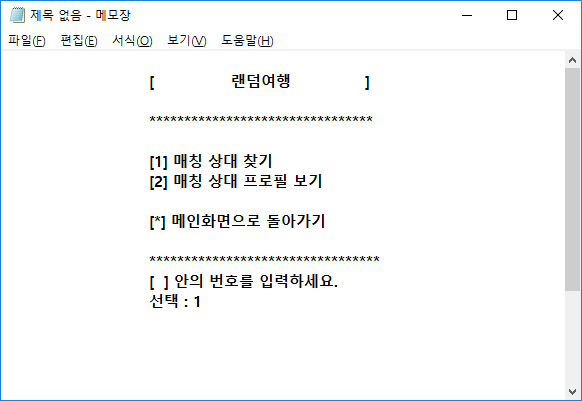 제목 없음 - 메모장
파일(F) 편집(E) 서식(O) 보기(V) 도움말(H)
[ 랜덤여행 ]
********************************
[1] 매칭 상대 찾기
[2] 매칭 상대 프로필 보기
[*] 메인화면으로 돌아가기
*********************************
[ ] 안의 번호를 입력하세요.
선택 : 1